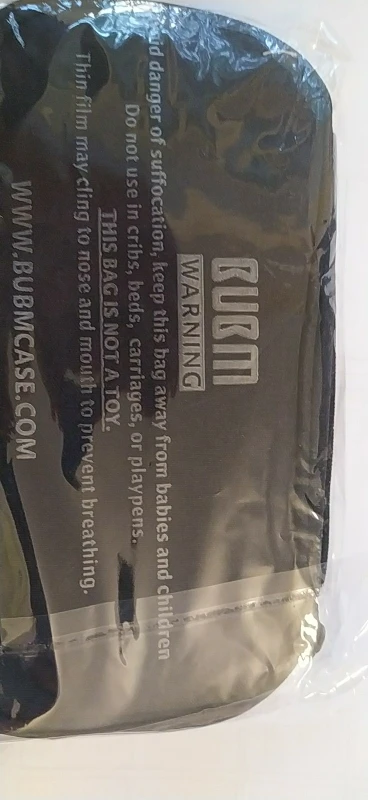 BUBM
WARNING
id danger of suffocation, keep this bag away from babies and children
Do not use in cribs, beds, carriages, or playpens.
THIS BAG IS NOT A TOY.
Thin film may cling to nose and mouth to prevent breathing.
WWW.BUBMCASE.COM